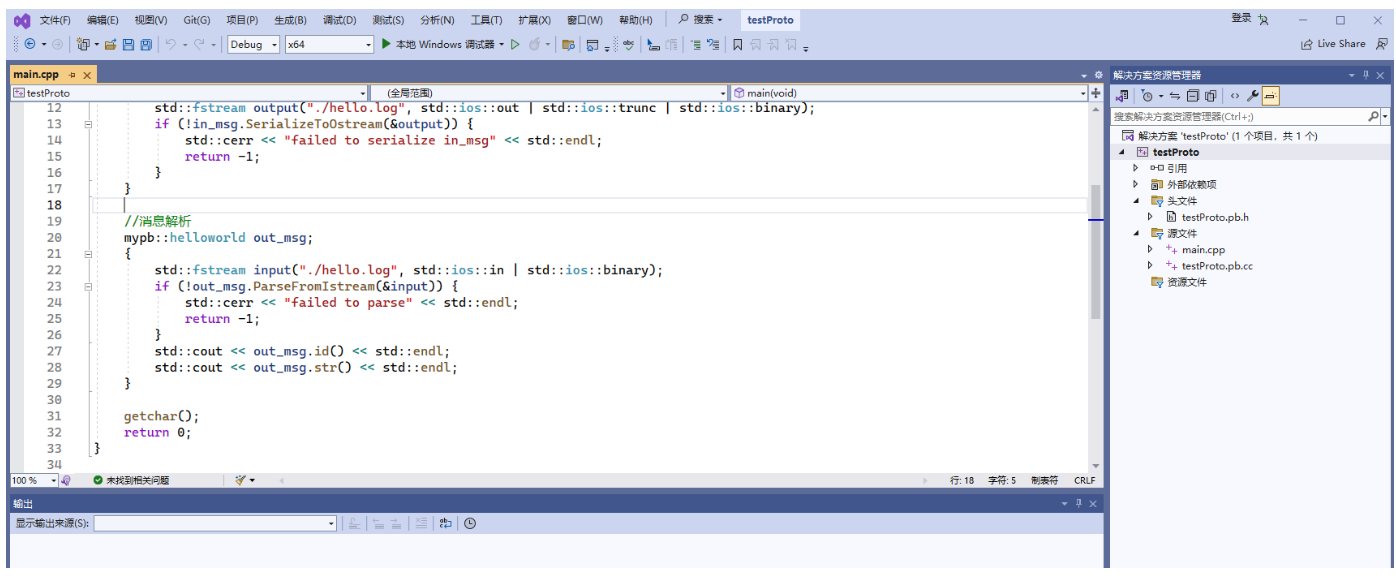 文件(F) 编辑(E) 视图(V) Git(G) 项目(P) 生成(B) 调试(D) 测试(S) 分析(N) 工具(T) 扩展(X) 窗口(W) 帮助(H) 搜索 testProto 登录
Debug x64 本地 Windows 调试器 Live Share
main.cpp
testProto (全局范围) main(void)
12 std::fstream output("./hello.log", std::ios::out | std::ios::trunc | std::ios::binary);
13 if (!in_msg.SerializeToOstream(&output)) {
14 std::cerr << "failed to serialize in_msg" << std::endl;
15 return -1;
16 }
17 }
18
19 //消息解析
20 mypb::helloworld out_msg;
21 {
22 std::fstream input("./hello.log", std::ios::in | std::ios::binary);
23 if (!out_msg.ParseFromIstream(&input)) {
24 std::cerr << "failed to parse" << std::endl;
25 return -1;
26 }
27 std::cout << out_msg.id() << std::endl;
28 std::cout << out_msg.str() << std::endl;
29 }
30
31 getchar();
32 return 0;
33 }
34
100 % 未找到相关问题 行: 18 字符: 5 制表符 CRLF
输出
显示输出来源(S):
解决方案资源管理器
搜索解决方案资源管理器(Ctrl+;)
解决方案 'testProto' (1 个项目，共 1 个)
testProto
引用
外部依赖项
头文件
testProto.pb.h
源文件
main.cpp
testProto.pb.cc
资源文件